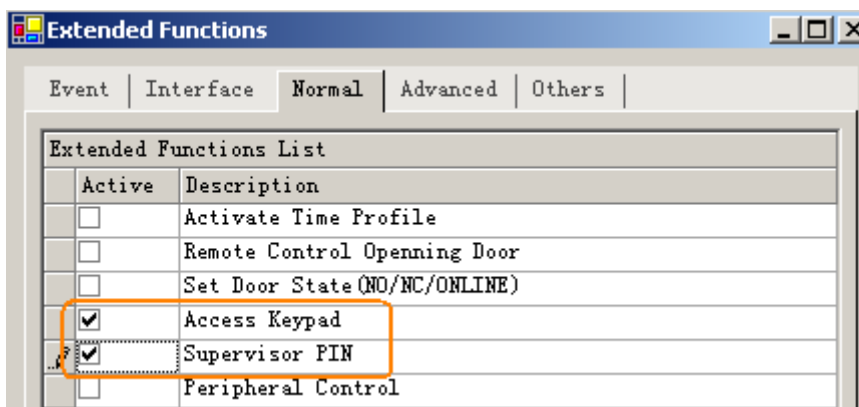 Extended Functions
Event Interface Normal Advanced Others
Extended Functions List
Active Description
Activate Time Profile
Remote Control Openning Door
Set Door State(NO/NC/ONLINE)
Access Keypad
Supervisor PIN
Peripheral Control